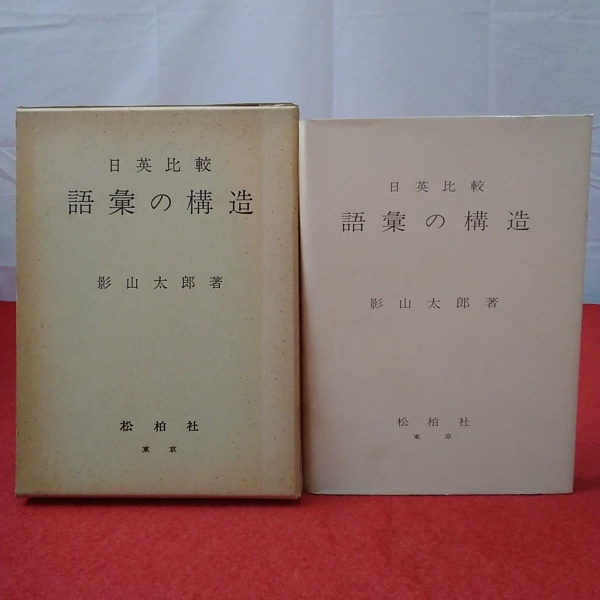 日英比較
語彙の構造
影山太郎著
松柏社
東京
日英比較
語彙の構造
影山太郎著
松柏社
東京